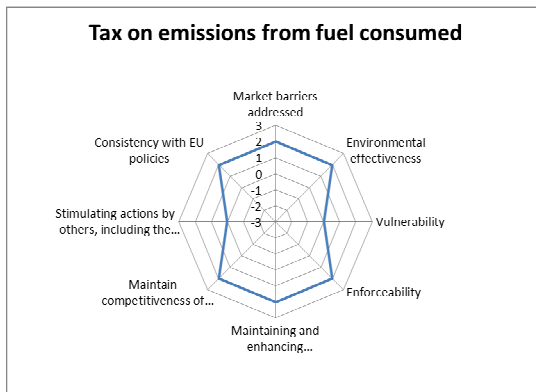 Tax on emissions from fuel consumed
Market barriers
addressed
3
2
1
0
-1
-2
-3
Environmental
effectiveness
Vulnerability
Enforceability
Maintaining and
enhancing...
Maintain
competitiveness of...
Stimulating actions by
others, including the...
Consistency with EU
policies